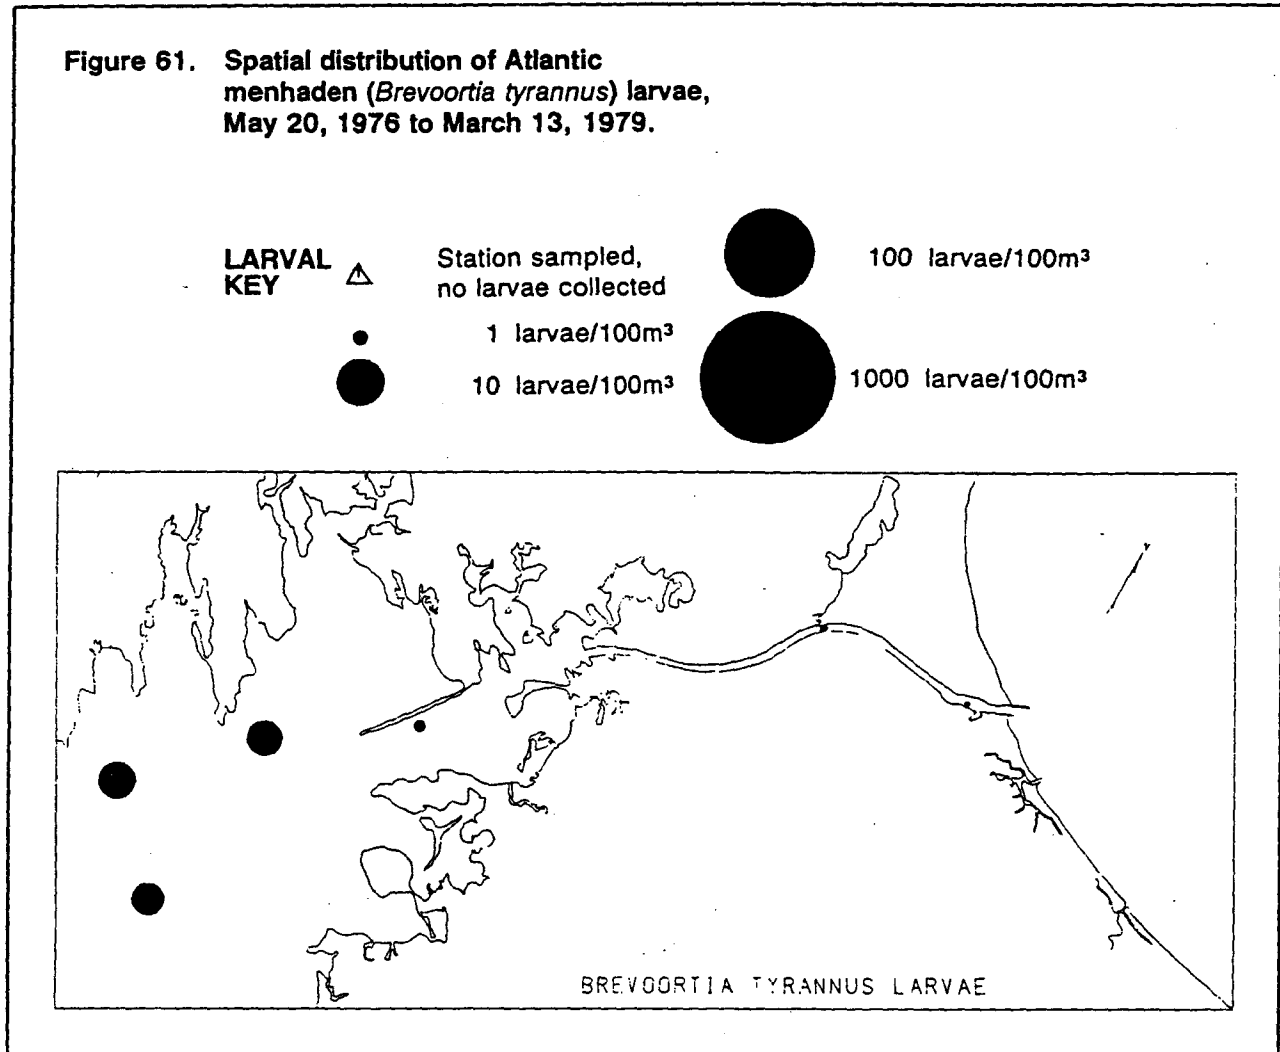 Figure 61. Spatial distribution of Atlantic
menhaden (Brevoortia tyrannus) larvae,
May 20, 1976 to March 13, 1979.
LARVAL
KEY
Station sampled,
no larvae collected
1 larvae/100m³
10 larvae/100m³
100 larvae/100m³
1000 larvae/100m³
BREVOORTIA TYRANNUS LARVAE